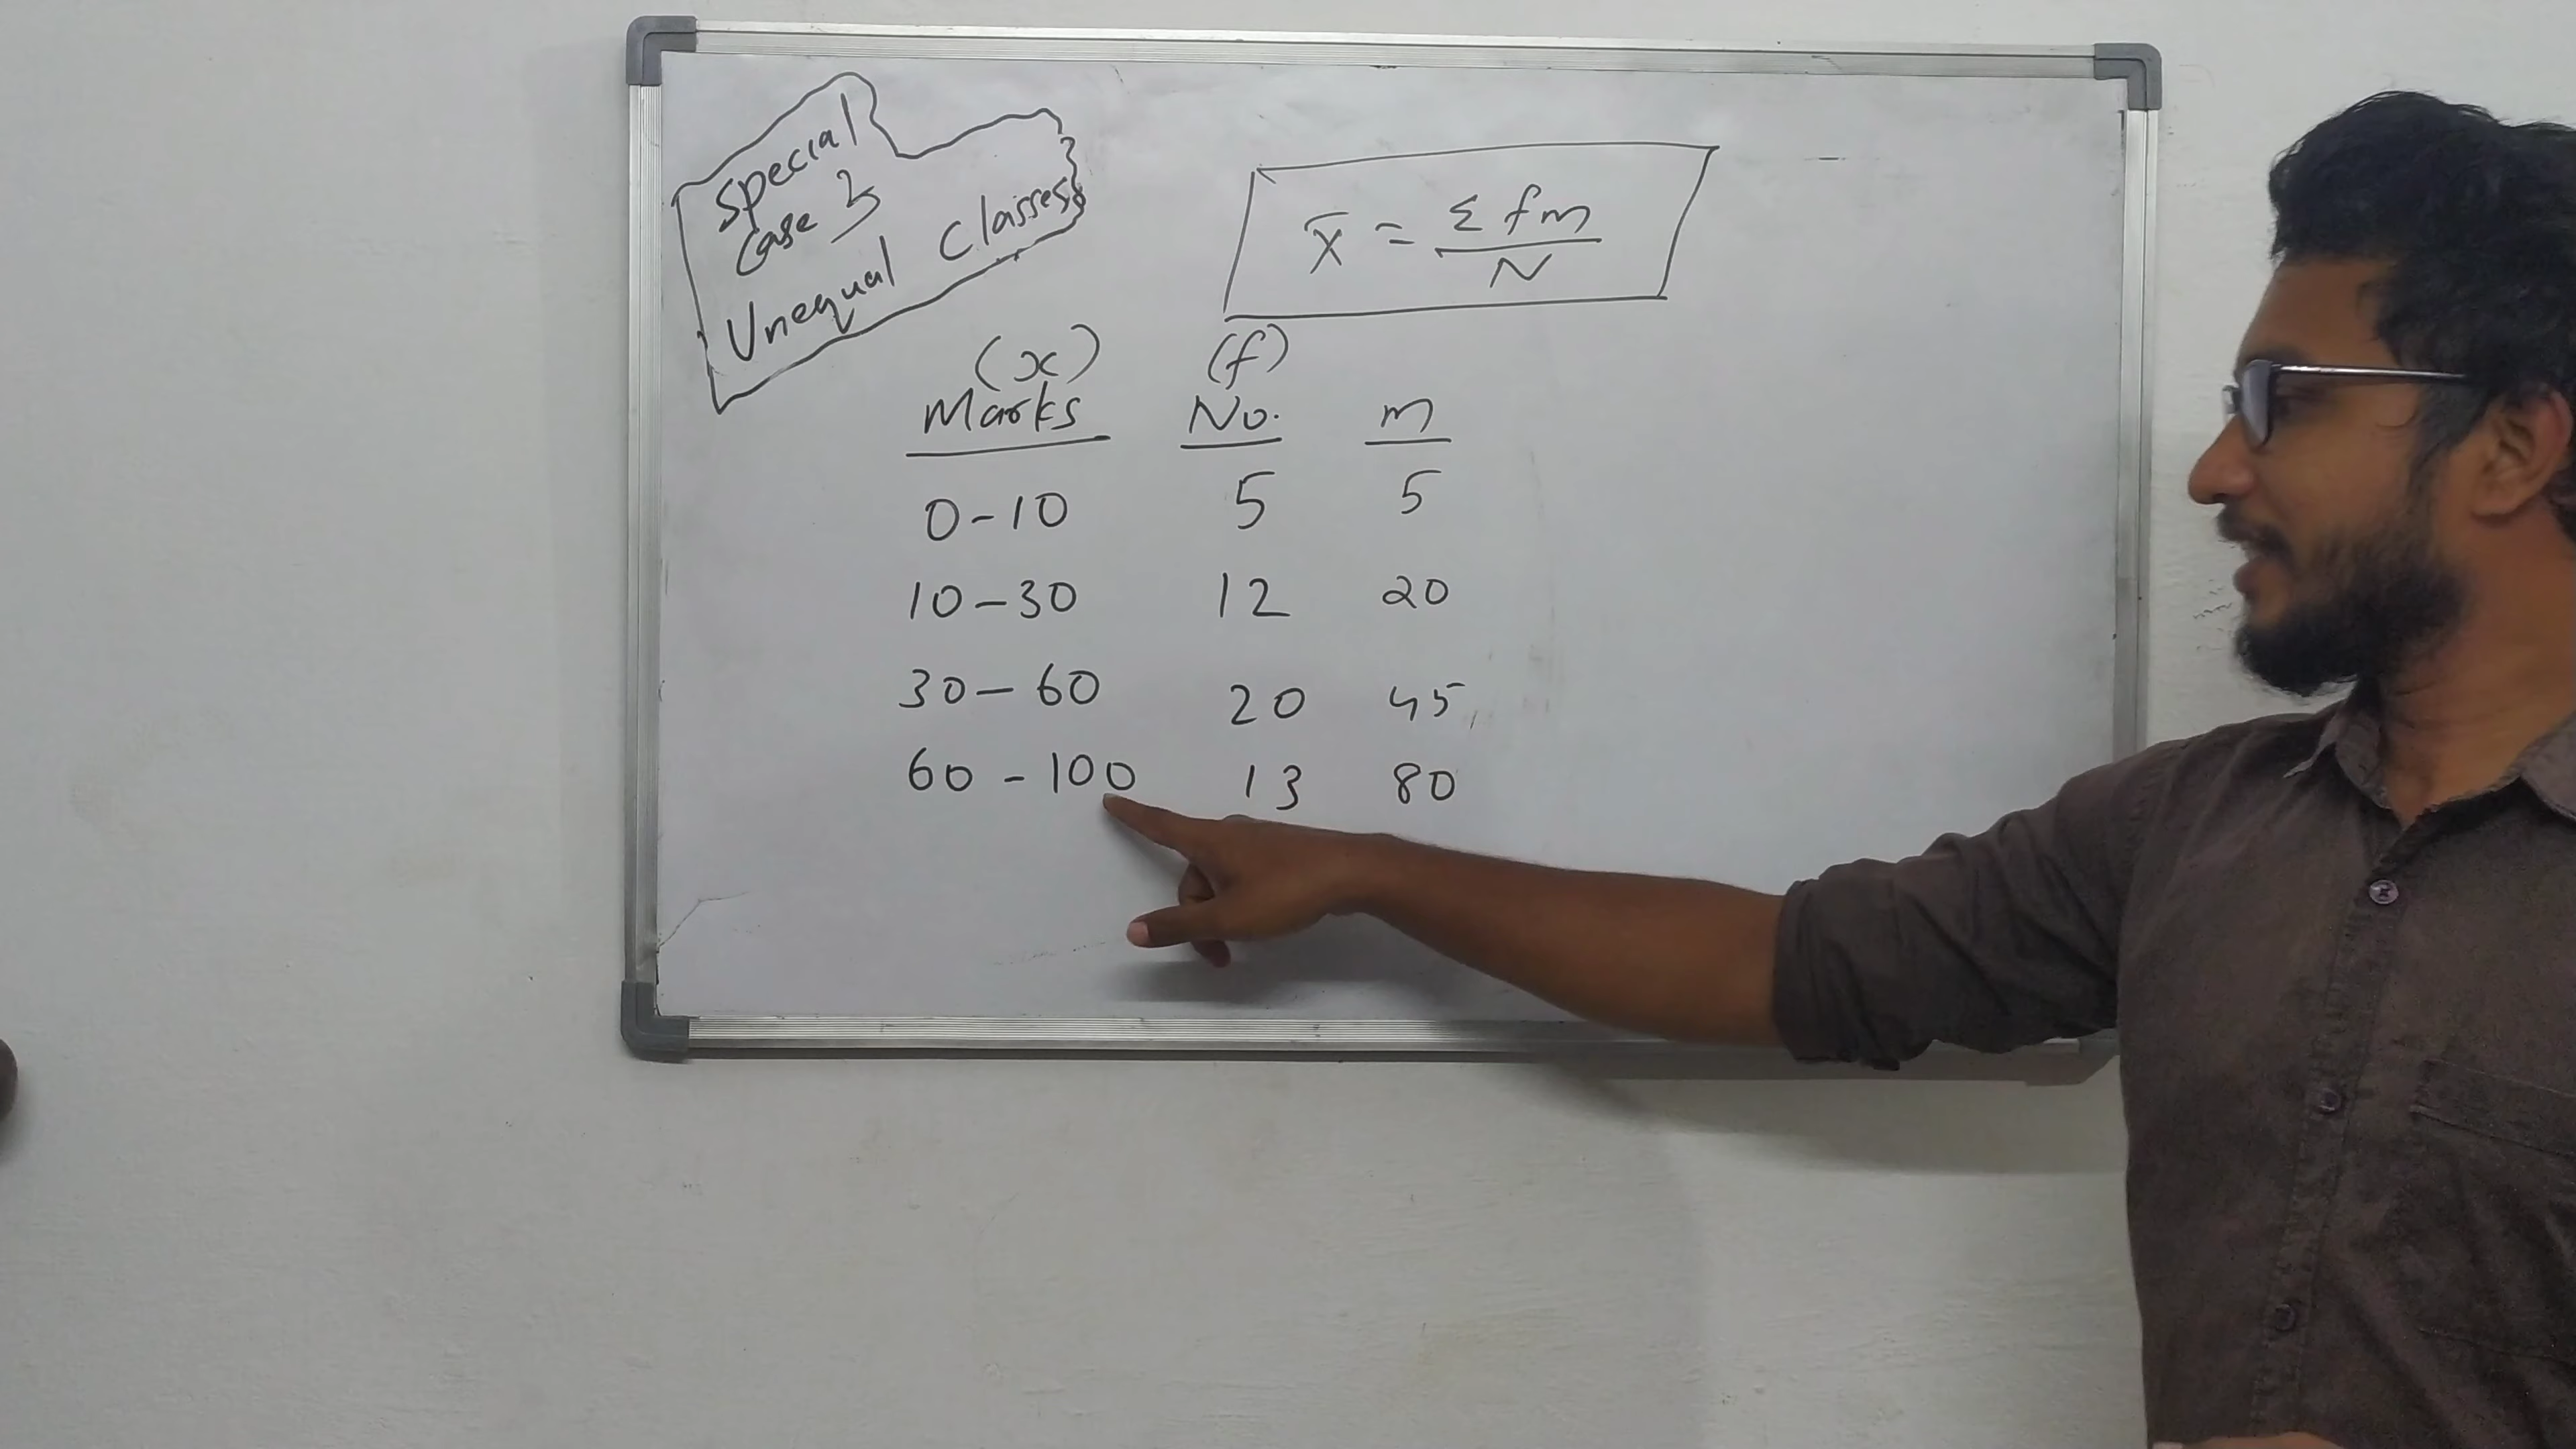 Special
Case 3
Unequal Classes
x̄ = Σfm / N
(x) (f)
Marks No. m
0-10 5 5
10-30 12 20
30-60 20 45
60-100 13 80